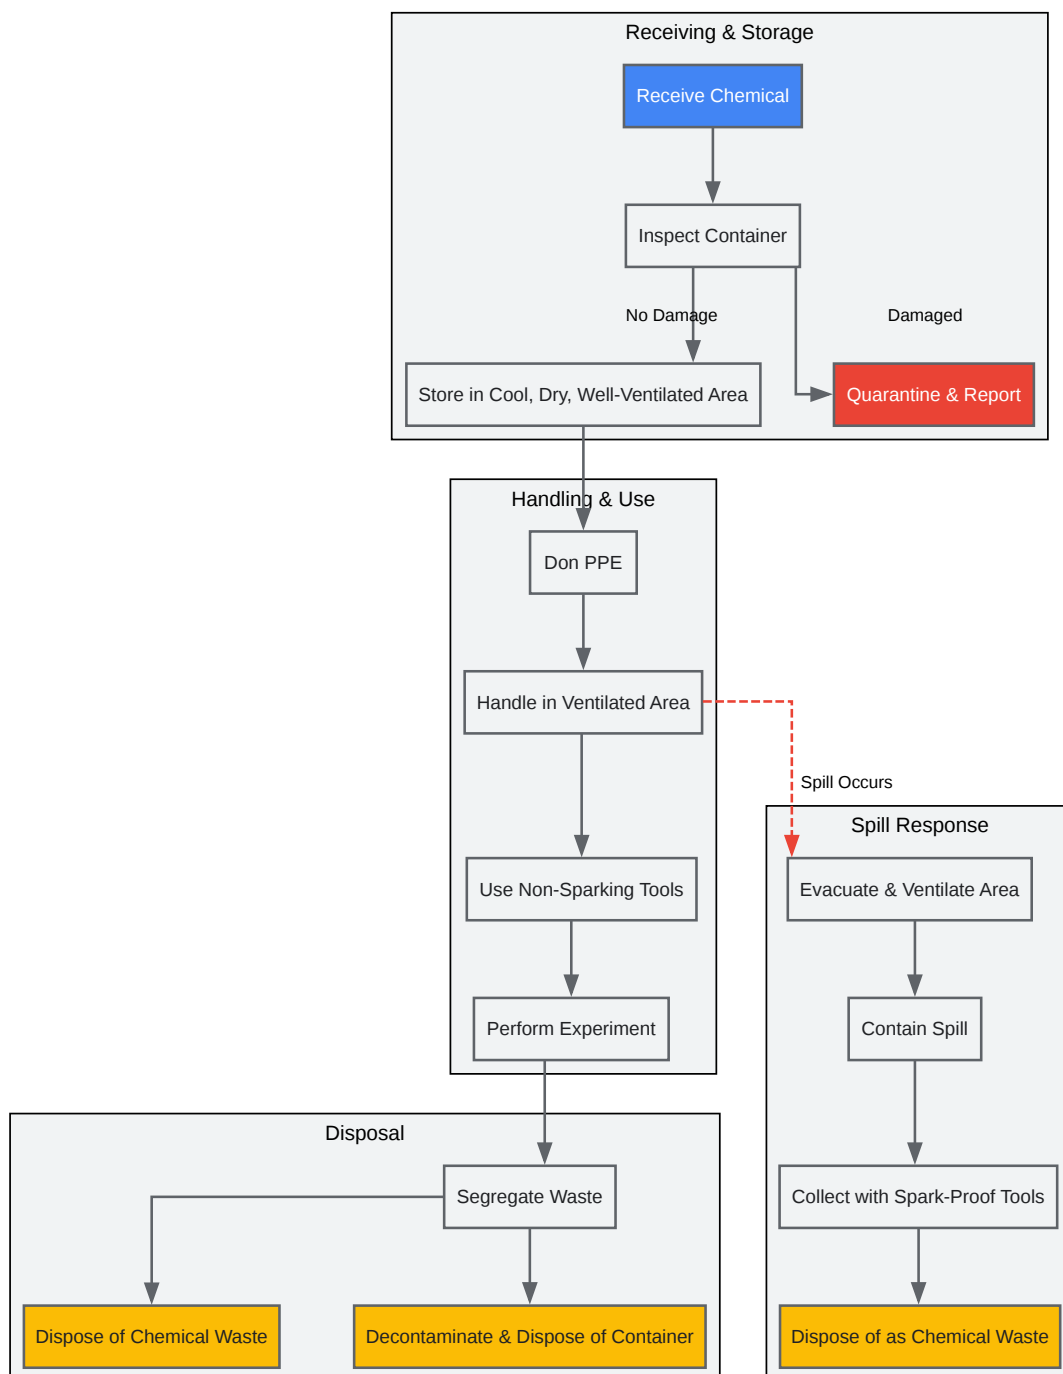 Receiving & Storage
Receive Chemical
Inspect Container
No Damage
Damaged
Store in Cool, Dry, Well-Ventilated Area
Quarantine & Report
Handling & Use
Don PPE
Handle in Ventilated Area
Spill Occurs
Spill Response
Use Non-Sparking Tools
Evacuate & Ventilate Area
Perform Experiment
Contain Spill
Disposal
Segregate Waste
Collect with Spark-Proof Tools
Dispose of Chemical Waste
Decontaminate & Dispose of Container
Dispose of as Chemical Waste